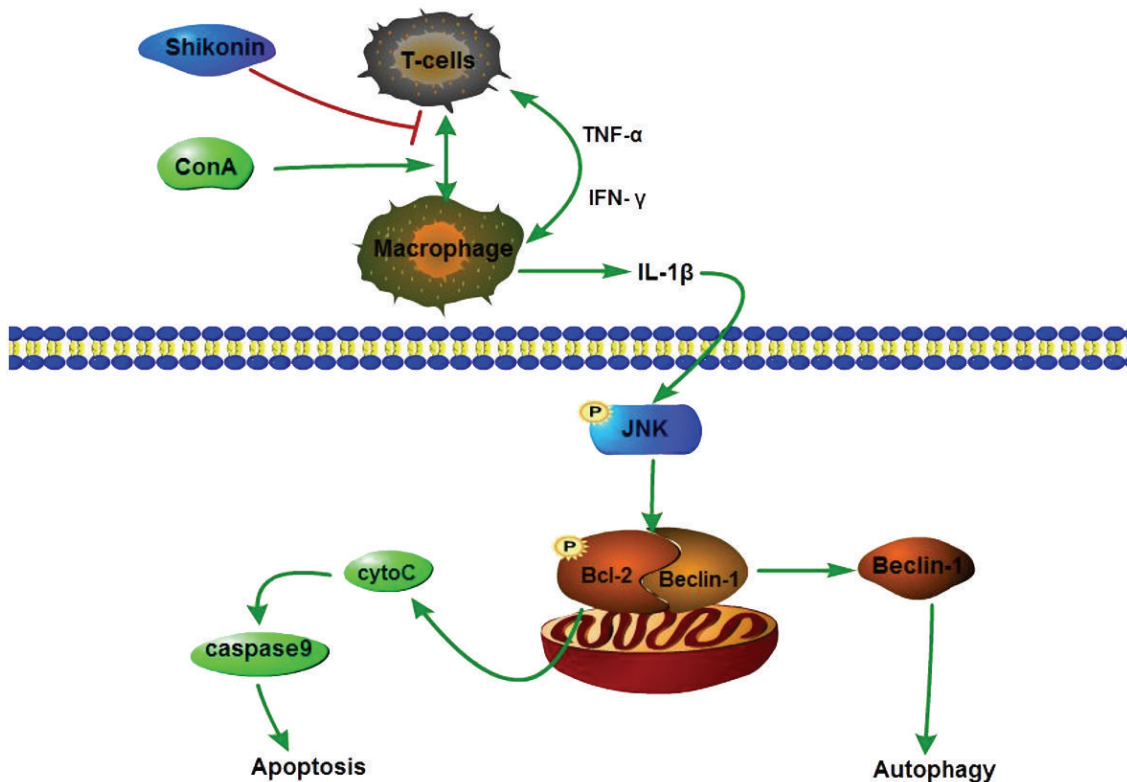 Shikonin
T-cells
TNF-α
ConA
IFN- γ
Macrophage
IL-1β
P
JNK
P
Bcl-2
Beclin-1
Beclin-1
cytoC
caspase9
Apoptosis
Autophagy